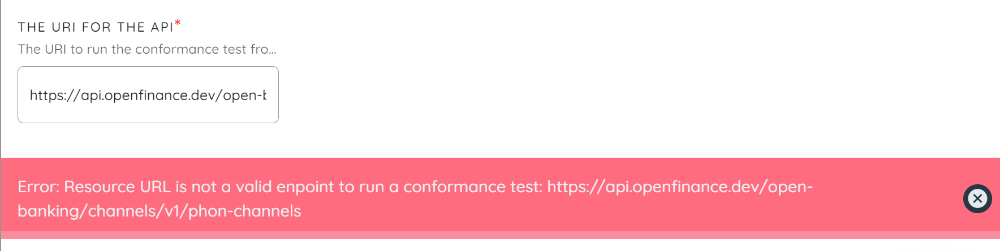 THE URI FOR THE API*
The URI to run the conformance test fro...
https://api.openfinance.dev/open-b
Error: Resource URL is not a valid enpoint to run a conformance test: https://api.openfinance.dev/open-
banking/channels/v1/phon-channels